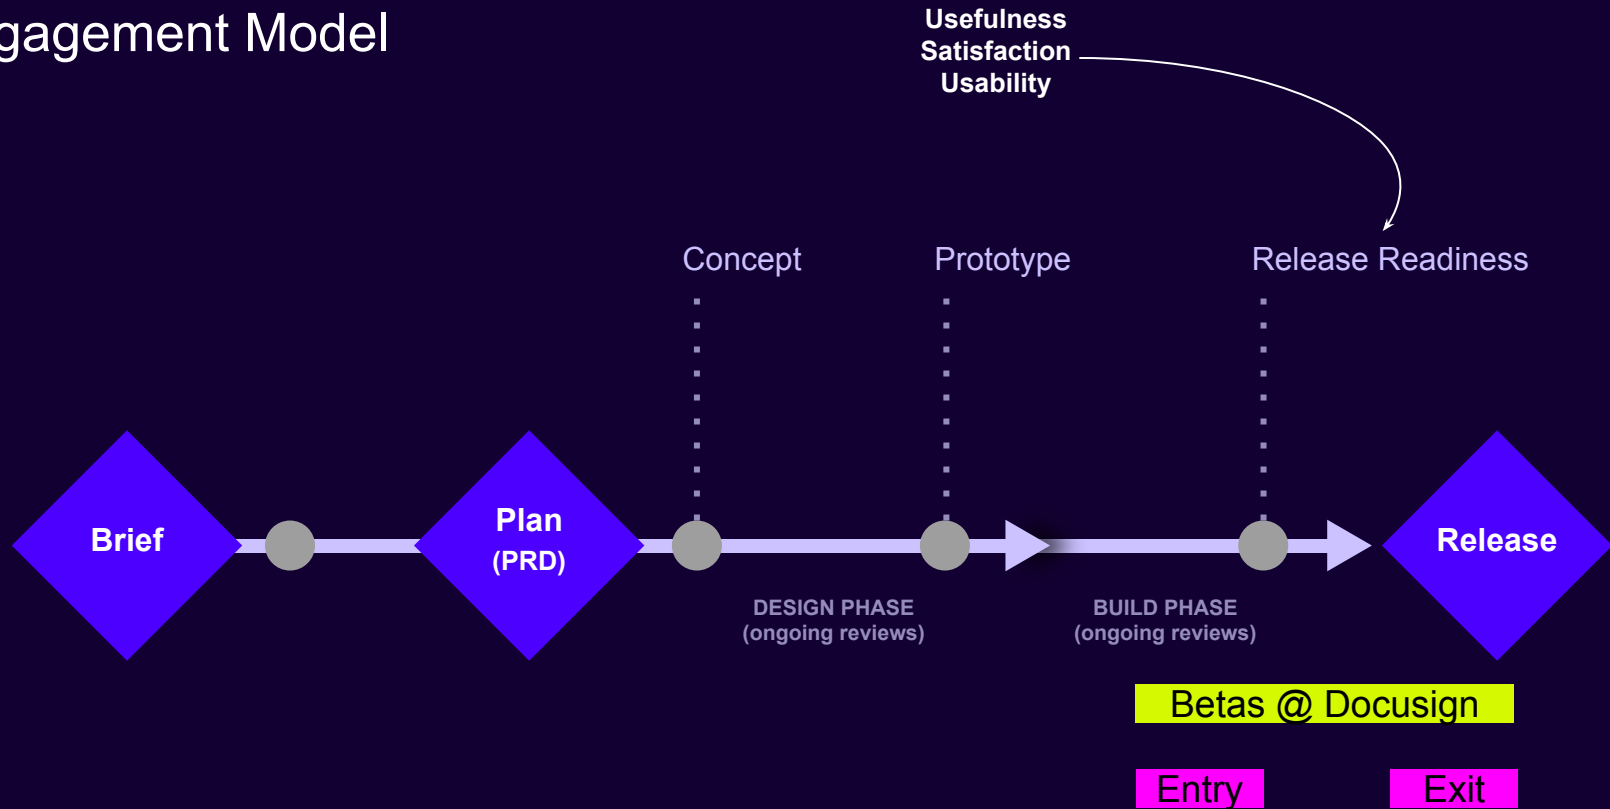 gagement Model
Usefulness
Satisfaction
Usability
Concept
Prototype
Release Readiness
Brief
Plan
(PRD)
Release
DESIGN PHASE
(ongoing reviews)
BUILD PHASE
(ongoing reviews)
Betas @ Docusign
Entry
Exit